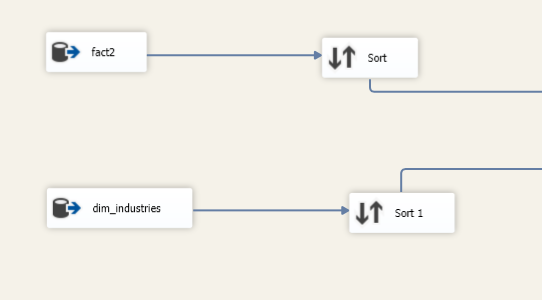 fact2
Sort
dim_industries
Sort 1